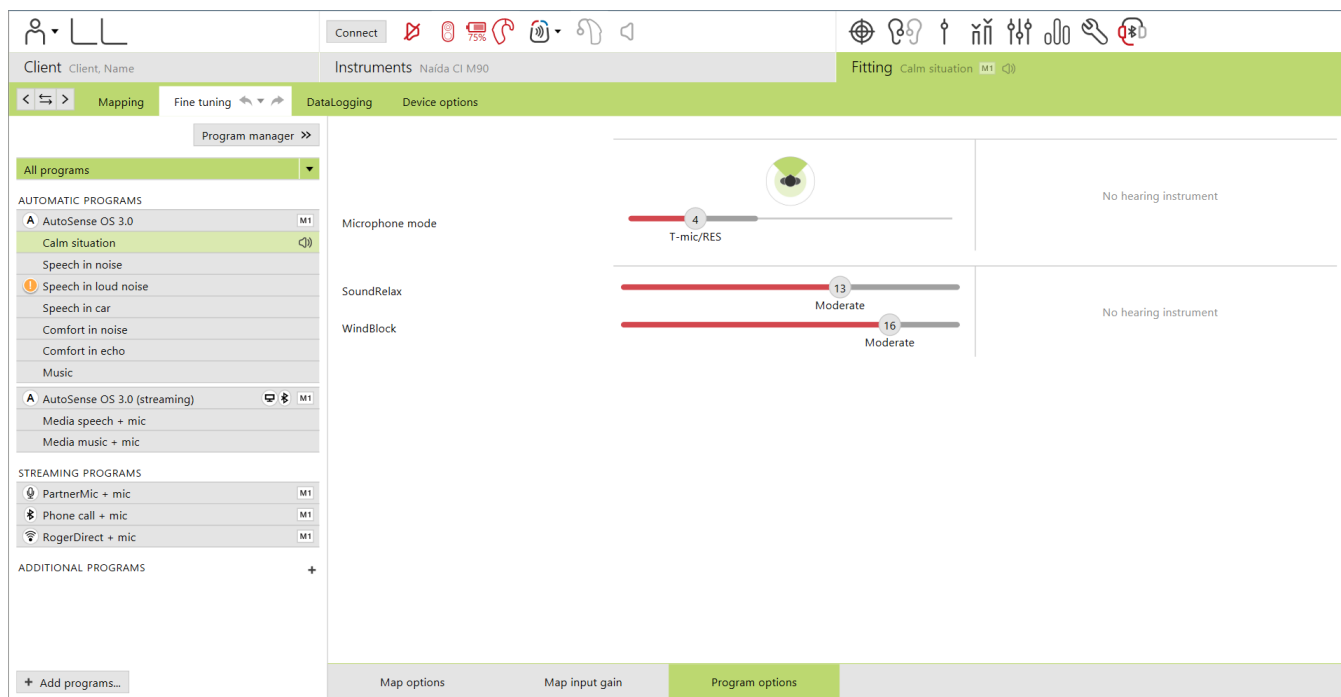 Connect
75%
Client Client, Name
Instruments Naída CI M90
Fitting Calm situation M1
Mapping
Fine tuning
DataLogging
Device options
Program manager
All programs
AUTOMATIC PROGRAMS
A AutoSense OS 3.0 M1
Calm situation
Speech in noise
Speech in loud noise
Speech in car
Comfort in noise
Comfort in echo
Music
A AutoSense OS 3.0 (streaming) M1
Media speech + mic
Media music + mic
STREAMING PROGRAMS
PartnerMic + mic M1
Phone call + mic M1
RogerDirect + mic M1
ADDITIONAL PROGRAMS +
+ Add programs...
Microphone mode
4
T-mic/RES
No hearing instrument
SoundRelax
13
Moderate
WindBlock
16
Moderate
No hearing instrument
Map options
Map input gain
Program options